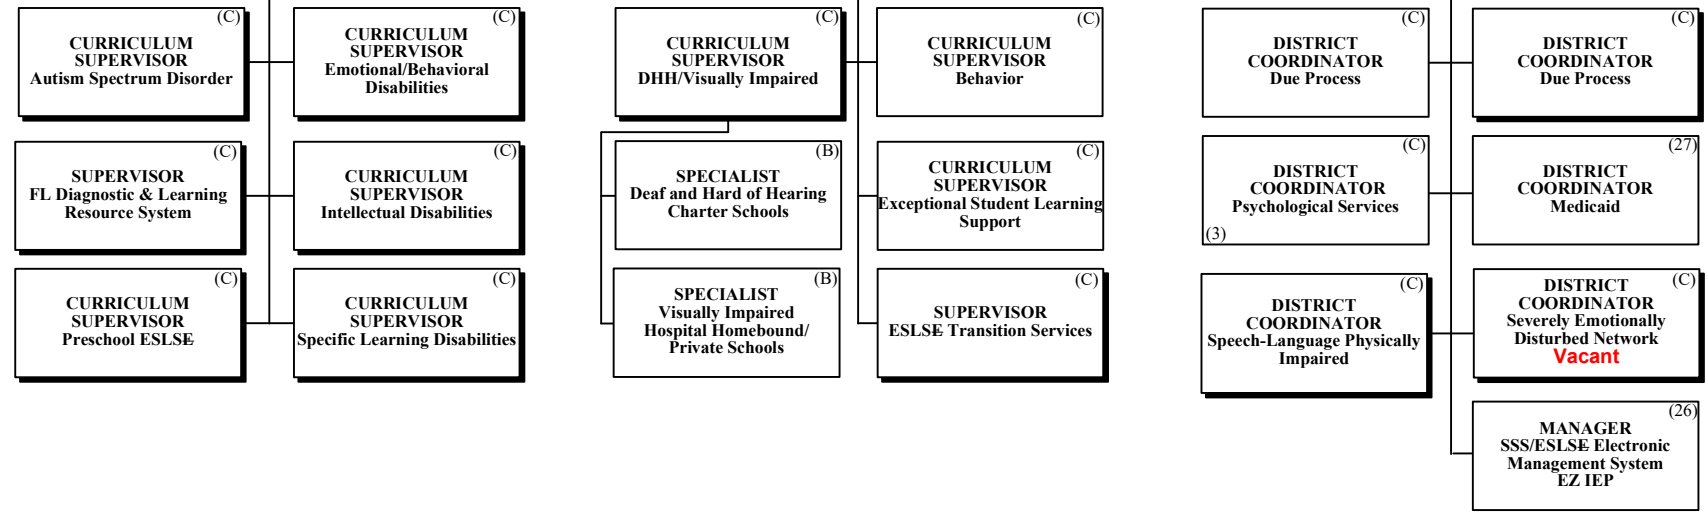 (C)
CURRICULUM
SUPERVISOR
Autism Spectrum Disorder
(C)
CURRICULUM
SUPERVISOR
Emotional/Behavioral
Disabilities
(C)
SUPERVISOR
FL Diagnostic & Learning
Resource System
(C)
CURRICULUM
SUPERVISOR
Intellectual Disabilities
(C)
CURRICULUM
SUPERVISOR
Preschool ESLSE
(C)
CURRICULUM
SUPERVISOR
Specific Learning Disabilities
(C)
CURRICULUM
SUPERVISOR
DHH/Visually Impaired
(C)
CURRICULUM
SUPERVISOR
Behavior
(B)
SPECIALIST
Deaf and Hard of Hearing
Charter Schools
(C)
CURRICULUM
SUPERVISOR
Exceptional Student Learning
Support
(B)
SPECIALIST
Visually Impaired
Hospital Homebound/
Private Schools
(C)
SUPERVISOR
ESLSE Transition Services
(C)
DISTRICT
COORDINATOR
Due Process
(C)
DISTRICT
COORDINATOR
Due Process
(C)
DISTRICT
COORDINATOR
Psychological Services
(3)
(27)
DISTRICT
COORDINATOR
Medicaid
(C)
DISTRICT
COORDINATOR
Speech-Language Physically
Impaired
(C)
DISTRICT
COORDINATOR
Severely Emotionally
Disturbed Network
Vacant
(26)
MANAGER
SSS/ESLSE Electronic
Management System
EZ IEP